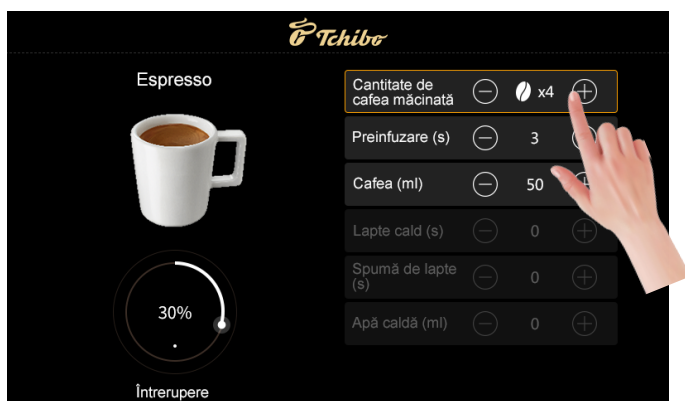 Tchibo
Espresso
Cantitate de
cafea măcinată
x4
Preinfuzare (s)
3
Cafea (ml)
50
Lapte cald (s)
0
Spumă de lapte
(s)
0
Apă caldă (ml)
0
30%
Întrerupere